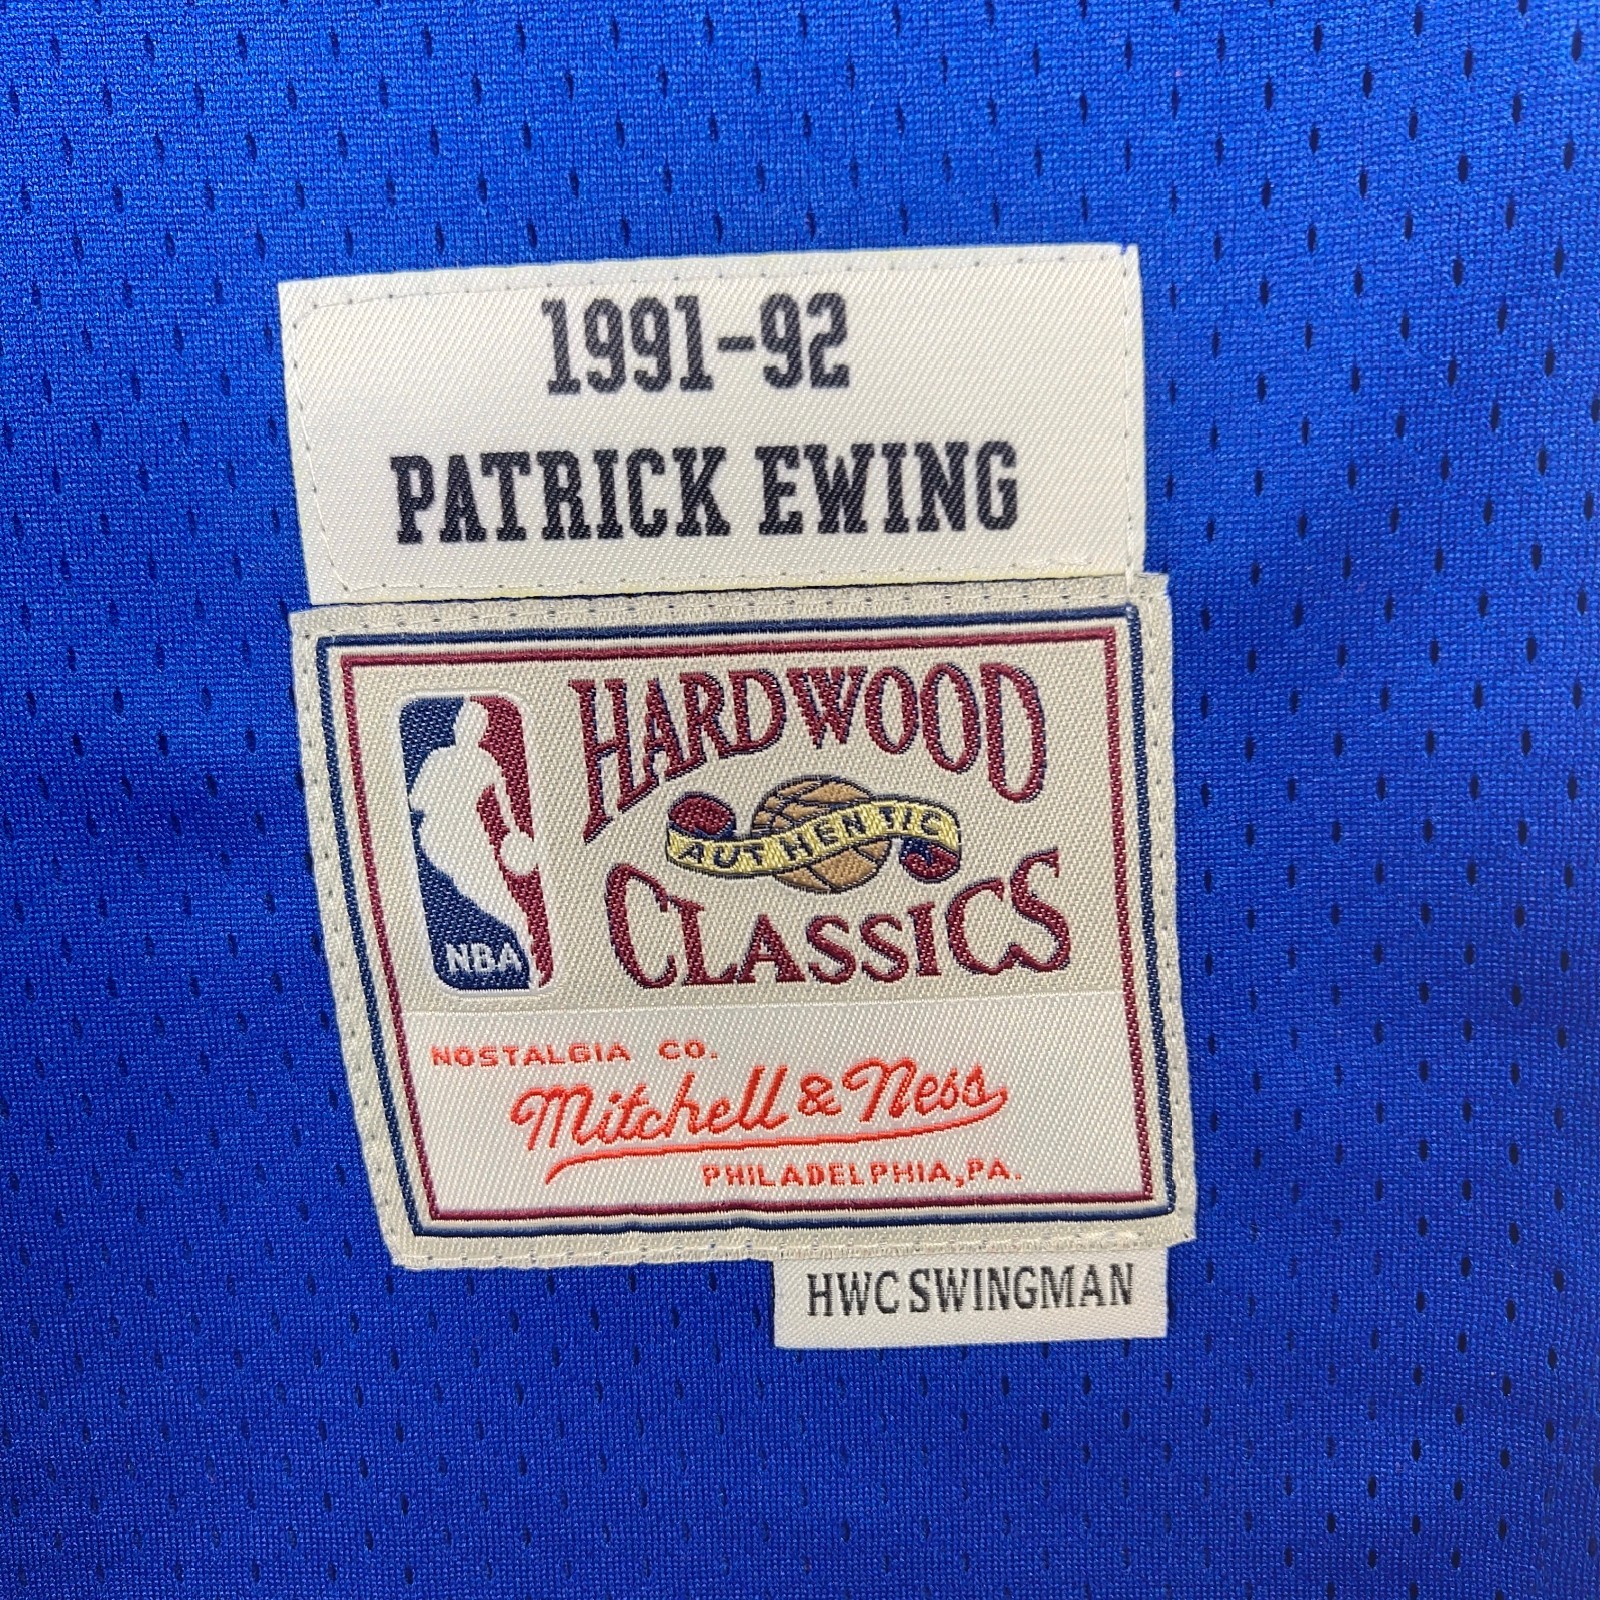 1991-92
PATRICK EWING
HARDWOOD
AUTHENTIC
CLASSICS
NBA
NOSTALGIA CO.
Mitchell & Ness
PHILADELPHIA, PA.
HWC SWINGMAN